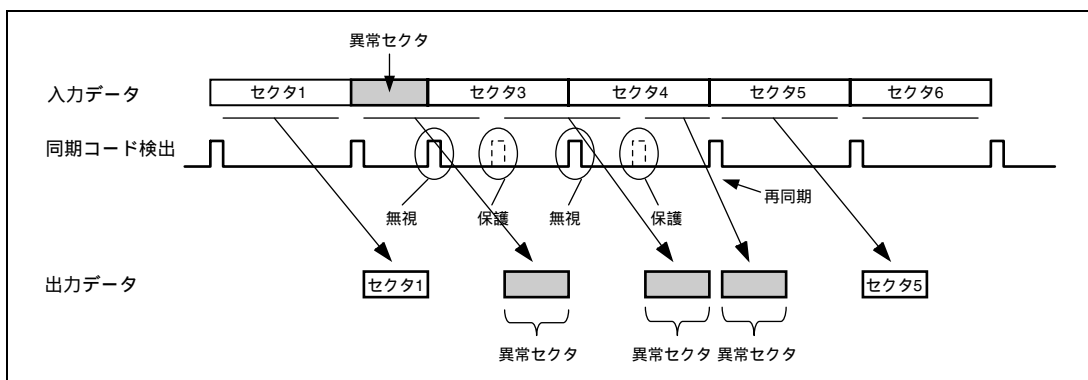 異常セクタ
入力データ
セクタ1
セクタ3
セクタ4
セクタ5
セクタ6
同期コード検出
無視
保護
無視
保護
再同期
出力データ
セクタ1
セクタ5
異常セクタ
異常セクタ
異常セクタ